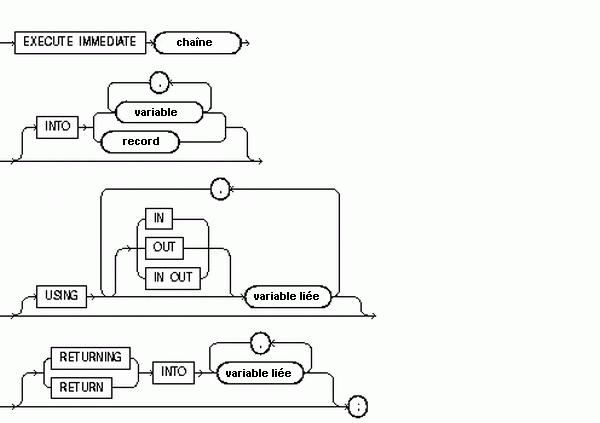 EXECUTE IMMEDIATE chaîne
,
INTO variable
record
,
IN
OUT
IN OUT
USING variable liée
,
RETURNING
INTO variable liée
RETURN
;